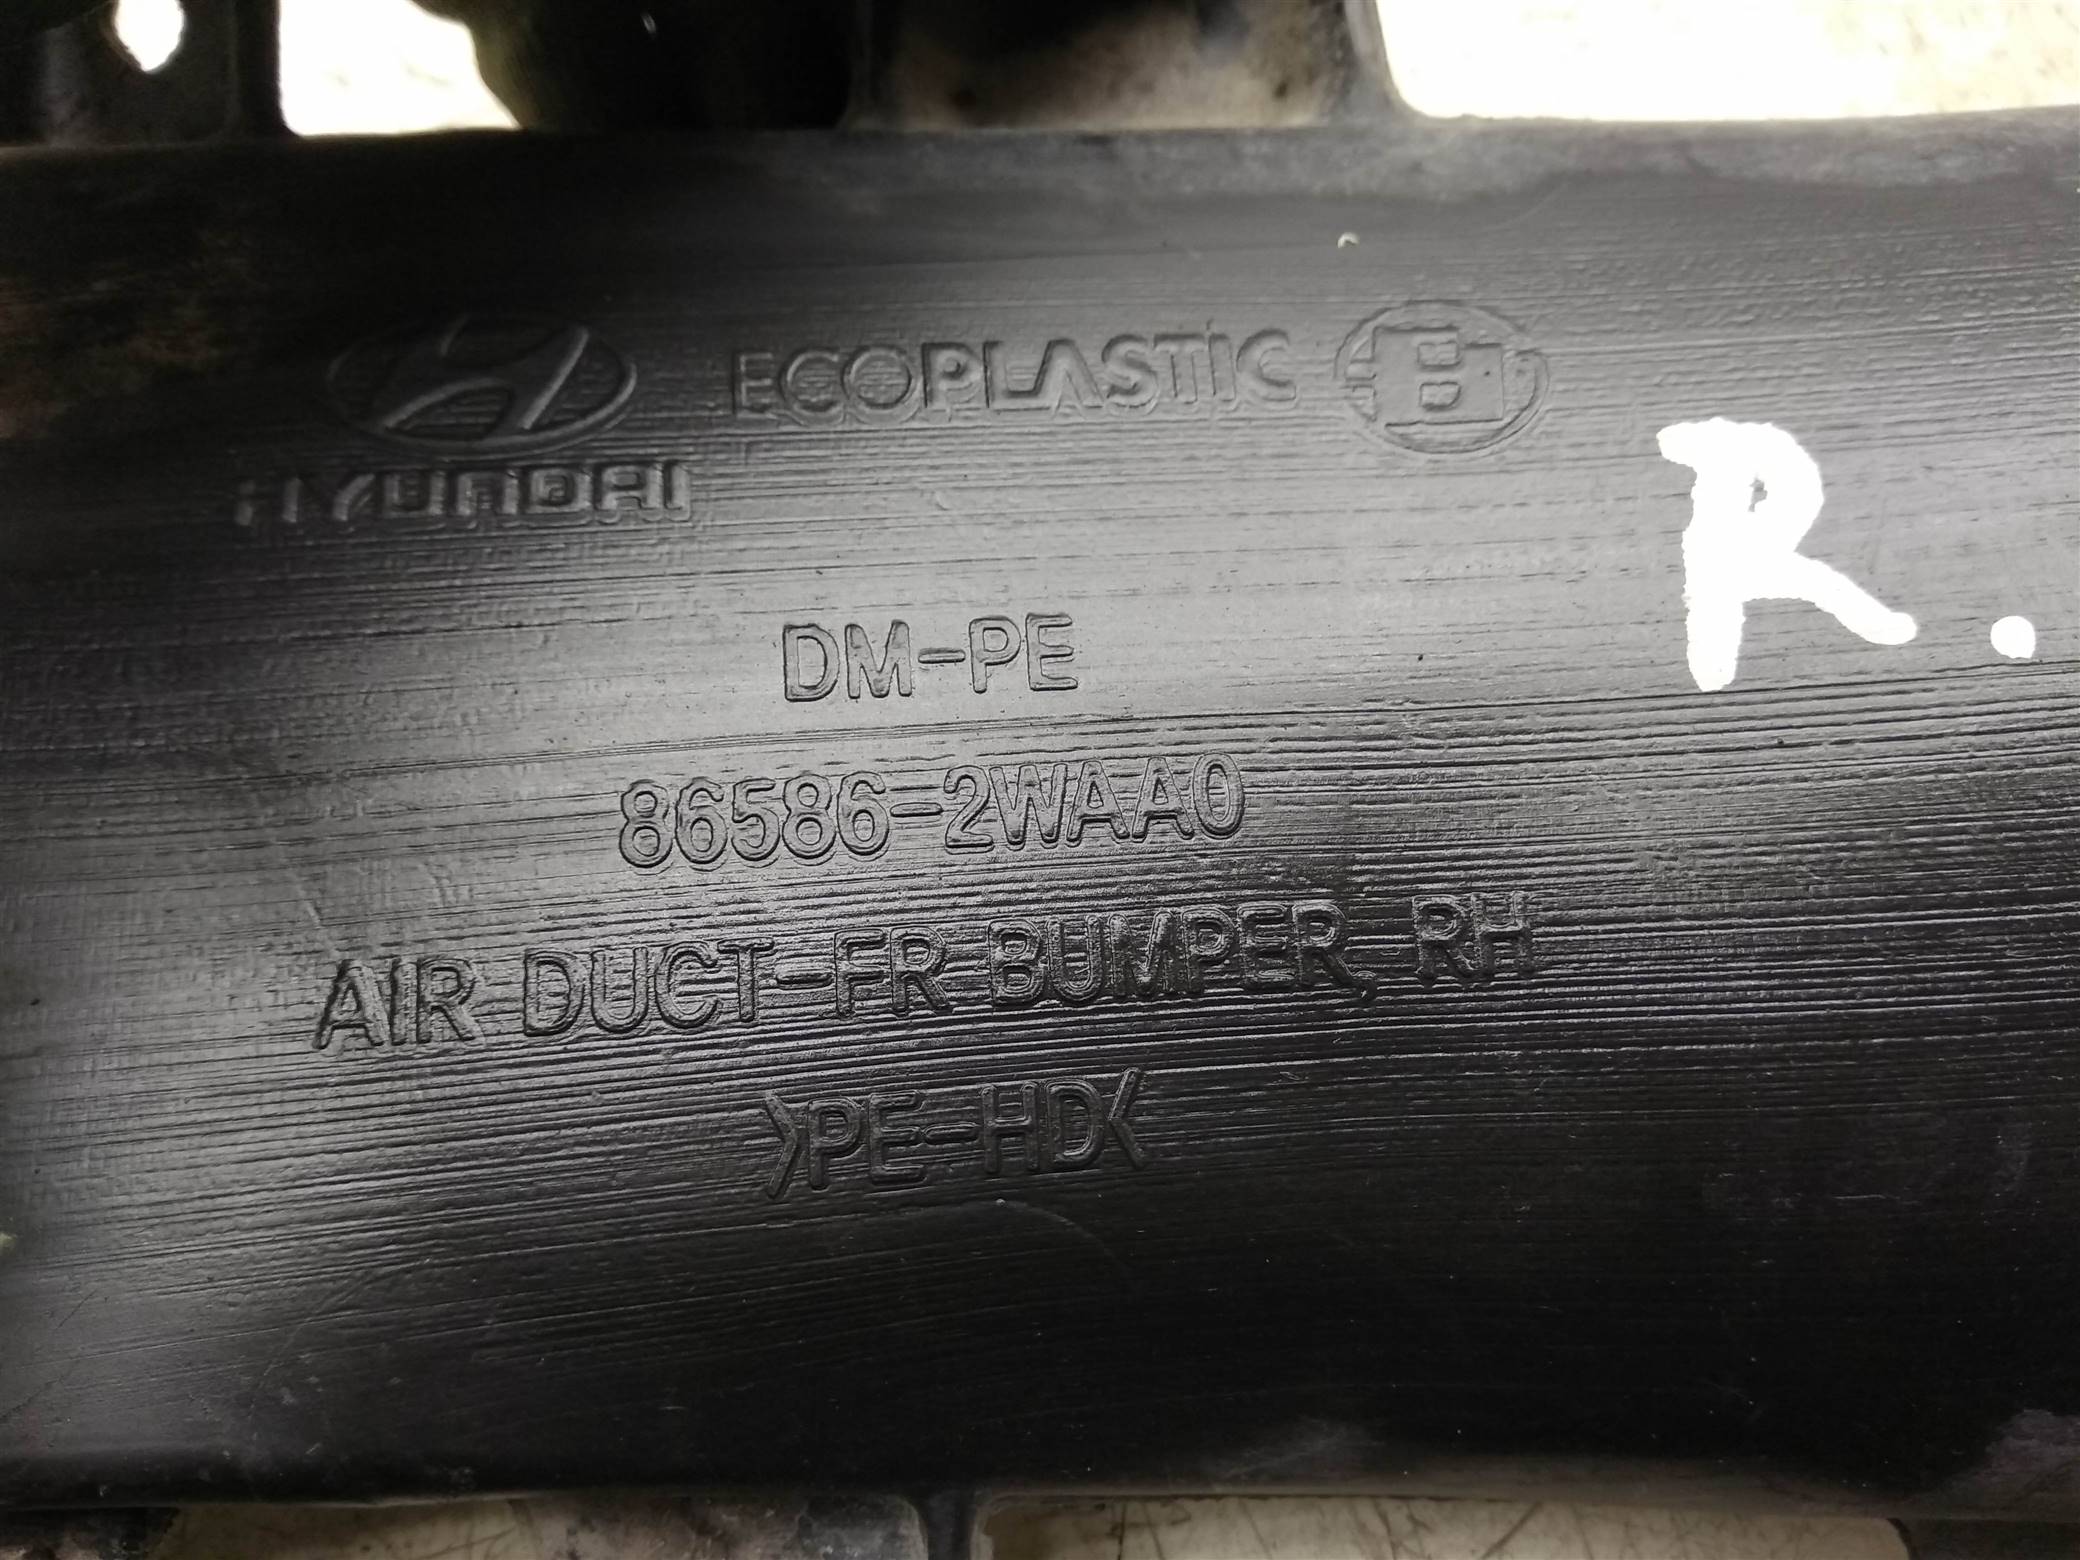 HYUNDAI
ECOPLASTIC
R.
DM-PE
86586-2WAA0
AIR DUCT-FR BUMPER, RH
>PE-HD<